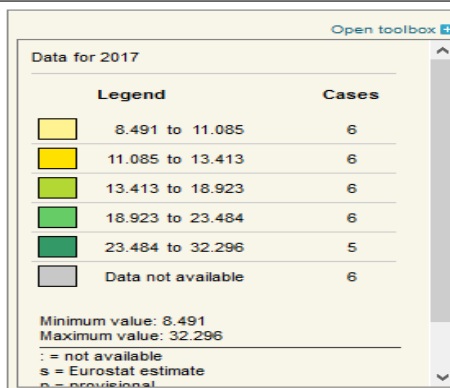 Open toolbox
Data for 2017
Legend Cases
8.491 to 11.085 6
11.085 to 13.413 6
13.413 to 18.923 6
18.923 to 23.484 6
23.484 to 32.296 5
Data not available 6
Minimum value: 8.491
Maximum value: 32.296
: = not available
s = Eurostat estimate
p = provisional